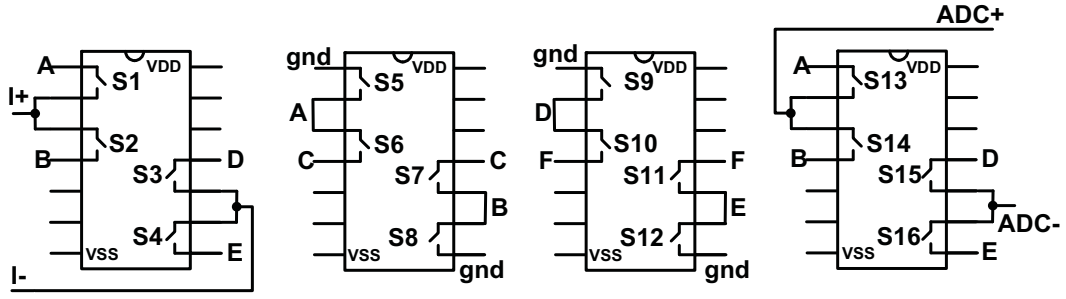 ADC+
A S1 VDD
I+
S2
B
S3 D
S4
VSS E
I-
gnd VDD
S5
A
S6
C
S7 C
B
S8
VSS gnd
gnd VDD
S9
D
S10
F
S11 F
E
S12
VSS gnd
A VDD
S13
S14
B
S15 D
ADC-
S16
VSS E